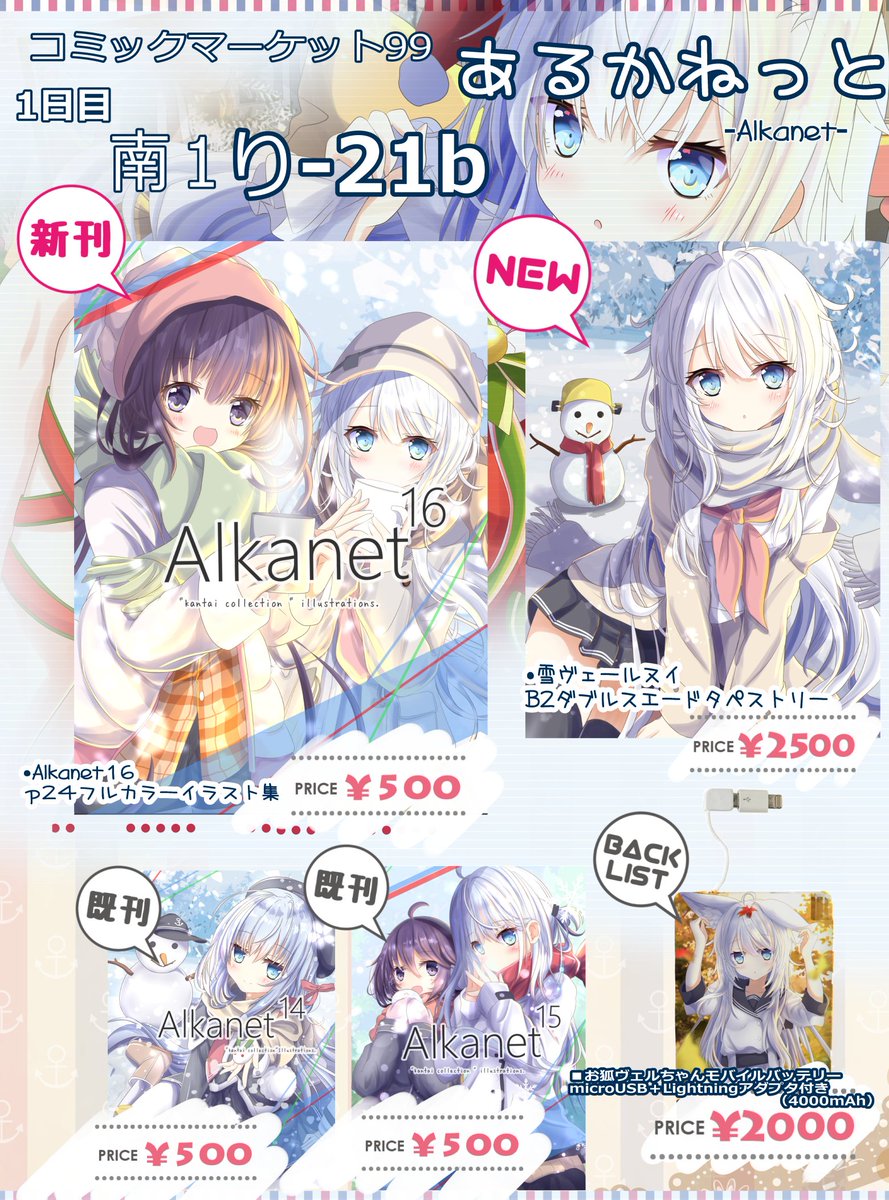 コミックマーケット99
あるかねっと
-Alkanet-
1日目
南1り-21b
新刊
NEW
Alkanet16
"kantai collection" illustrations.
•雪ヴェールヌイ
B2ダブルスエードタペストリー
PRICE ¥2500
•Alkanet16
p24フルカラーイラスト集
PRICE ¥500
既刊
既刊
BACK
LIST
Alkanet14
"kantai collection"illustrations.
Alkanet15
"kantai collection" illustrations.
■お狐ヴェルちゃんモバイルバッテリー
microUSB+Lightningアダプタ付き
(4000mAh)
PRICE ¥500
PRICE ¥500
PRICE ¥2000